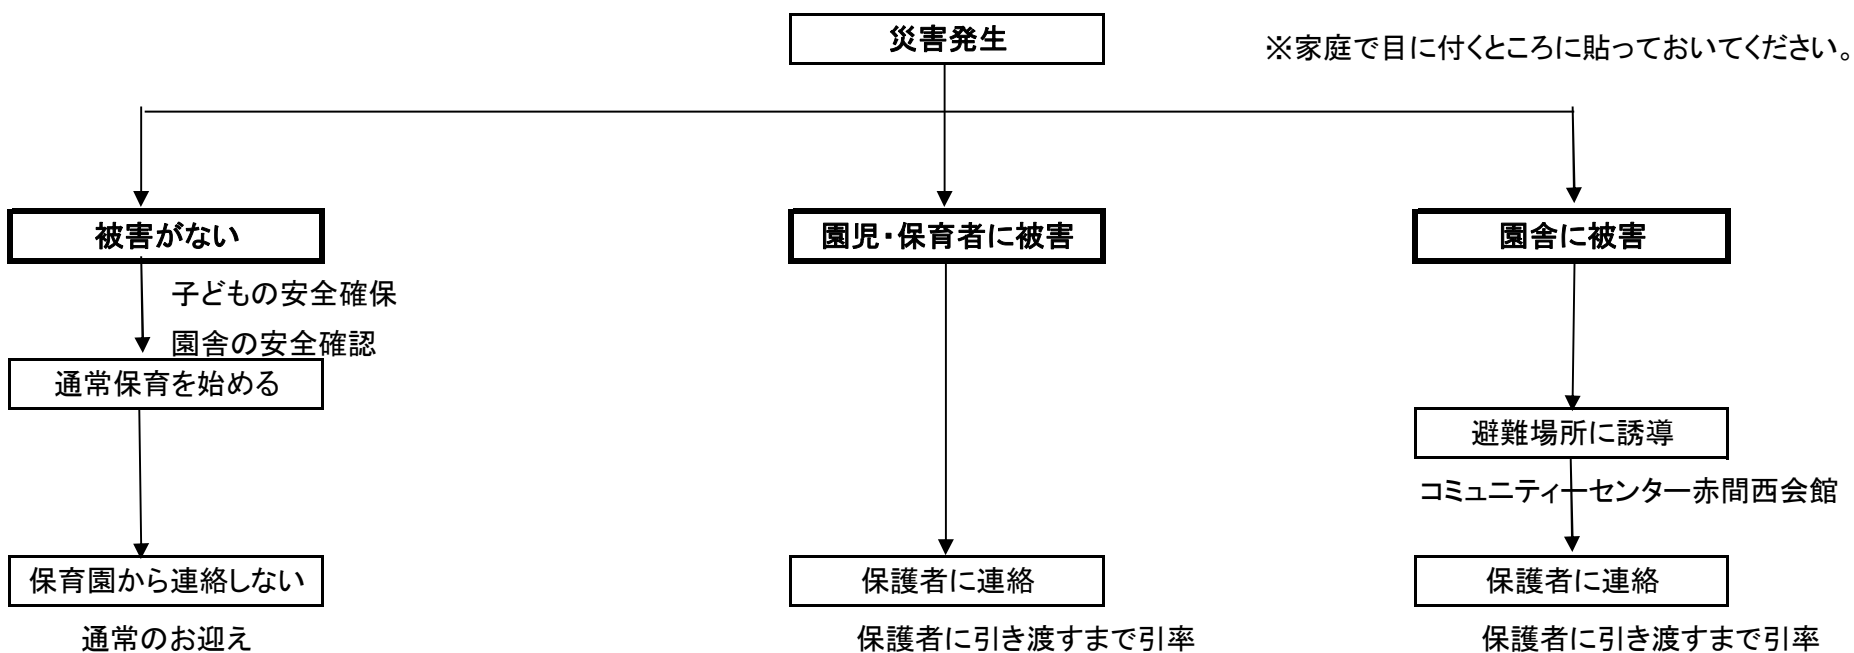 災害発生
※家庭で目に付くところに貼っておいてください。
被害がない
園児・保育者に被害
園舎に被害
子どもの安全確保
園舎の安全確認
通常保育を始める
避難場所に誘導
コミュニティーセンター赤間西会館
保育園から連絡しない
保護者に連絡
保護者に連絡
通常のお迎え
保護者に引き渡すまで引率
保護者に引き渡すまで引率